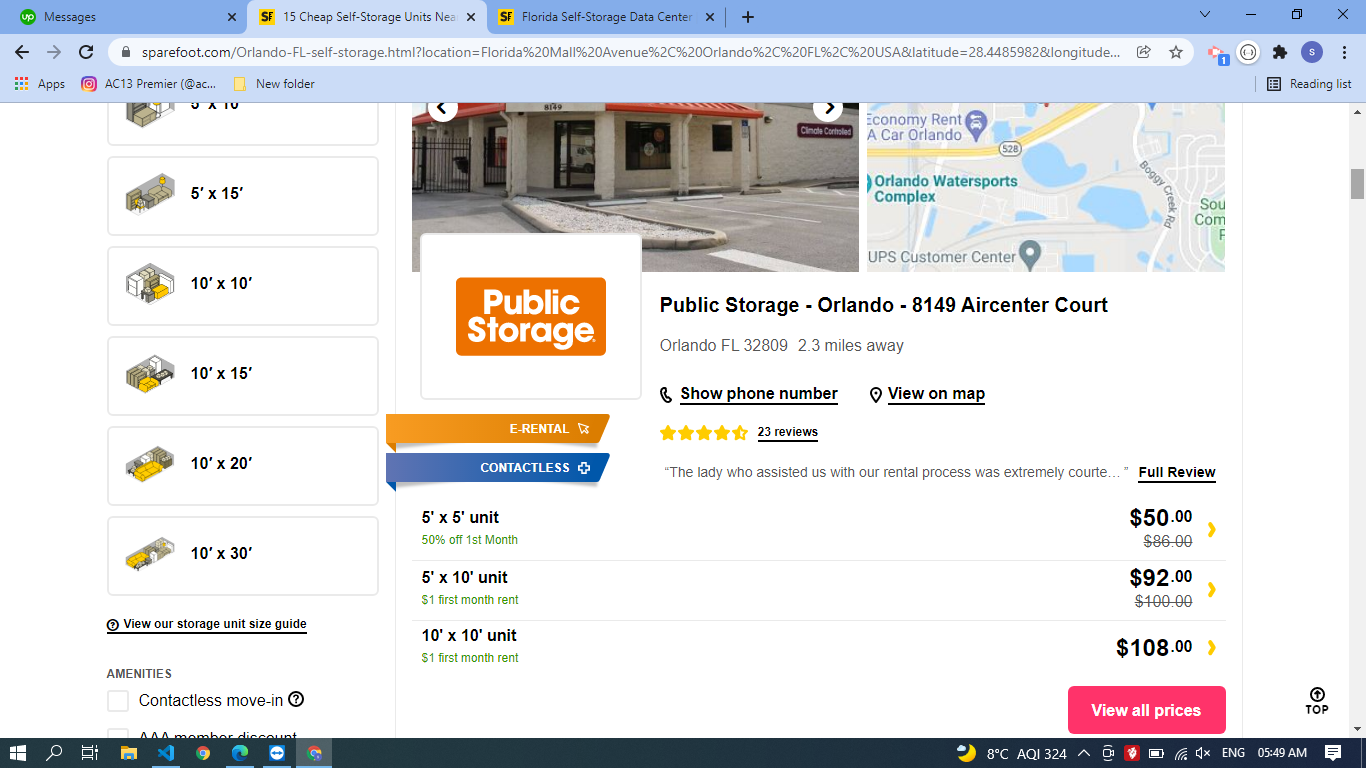 Messages
15 Cheap Self-Storage Units Nea
Florida Self-Storage Data Center
sparefoot.com/Orlando-FL-self-storage.html?location=Florida%20Mall%20Avenue%2C%20Orlando%2C%20FL%2C%20USA&latitude=28.4485982&longitude...
S
1
Apps
AC13 Premier (@ac...
New folder
Reading list
5′ x 10′
5′ x 15′
10′ x 10′
10′ x 15′
10′ x 20′
10′ x 30′
View our storage unit size guide
AMENITIES
Contactless move-in
AAA member discount
8149
Climate Controlled
Economy Rent
A Car Orlando
528
Orlando Watersports
Complex
Boggy Creek Rd
Sou
Com
F
UPS Customer Center
Public
Storage
E-RENTAL
CONTACTLESS
Public Storage - Orlando - 8149 Aircenter Court
Orlando FL 32809 2.3 miles away
Show phone number
View on map
23 reviews
“The lady who assisted us with our rental process was extremely courte… ” Full Review
5' x 5' unit
50% off 1st Month
$50.00
$86.00
5' x 10' unit
$1 first month rent
$92.00
$100.00
10' x 10' unit
$1 first month rent
$108.00
View all prices
TOP
8°C AQI 324
ENG
05:49 AM